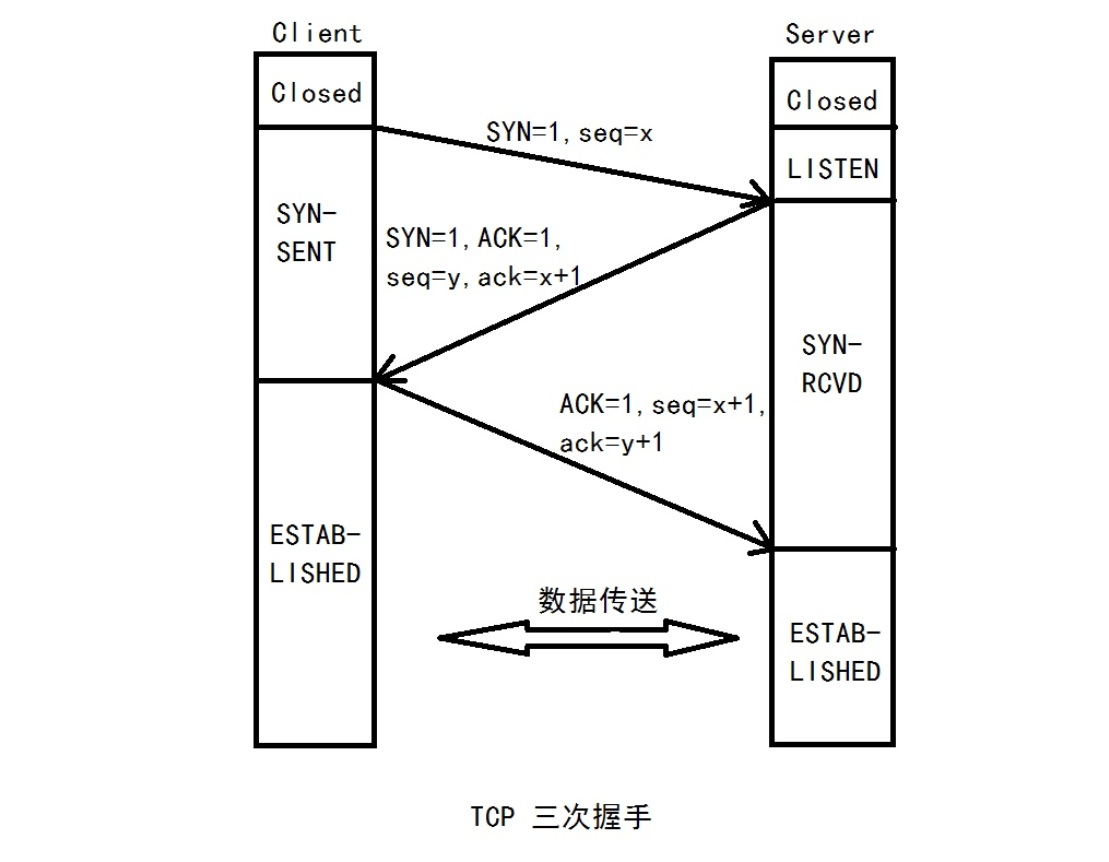 Client
Server
Closed
Closed
SYN=1, seq=x
LISTEN
SYN-
SENT
SYN=1, ACK=1,
seq=y, ack=x+1
SYN-
RCVD
ACK=1, seq=x+1,
ack=y+1
ESTAB-
LISHED
数据传送
ESTAB-
LISHED
TCP 三次握手